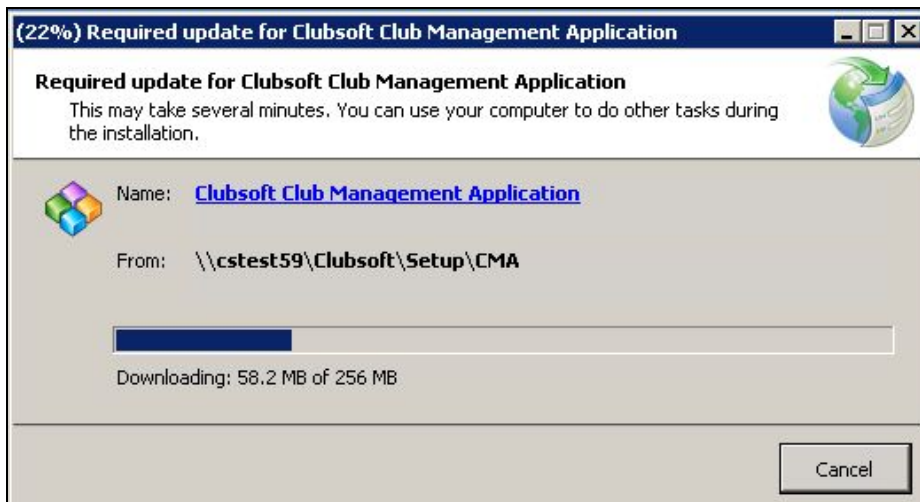 (22%) Required update for Clubsoft Club Management Application
Required update for Clubsoft Club Management Application
This may take several minutes. You can use your computer to do other tasks during
the installation.
Name: Clubsoft Club Management Application
From: \\cstest59\Clubsoft\Setup\CMA
Downloading: 58.2 MB of 256 MB
Cancel